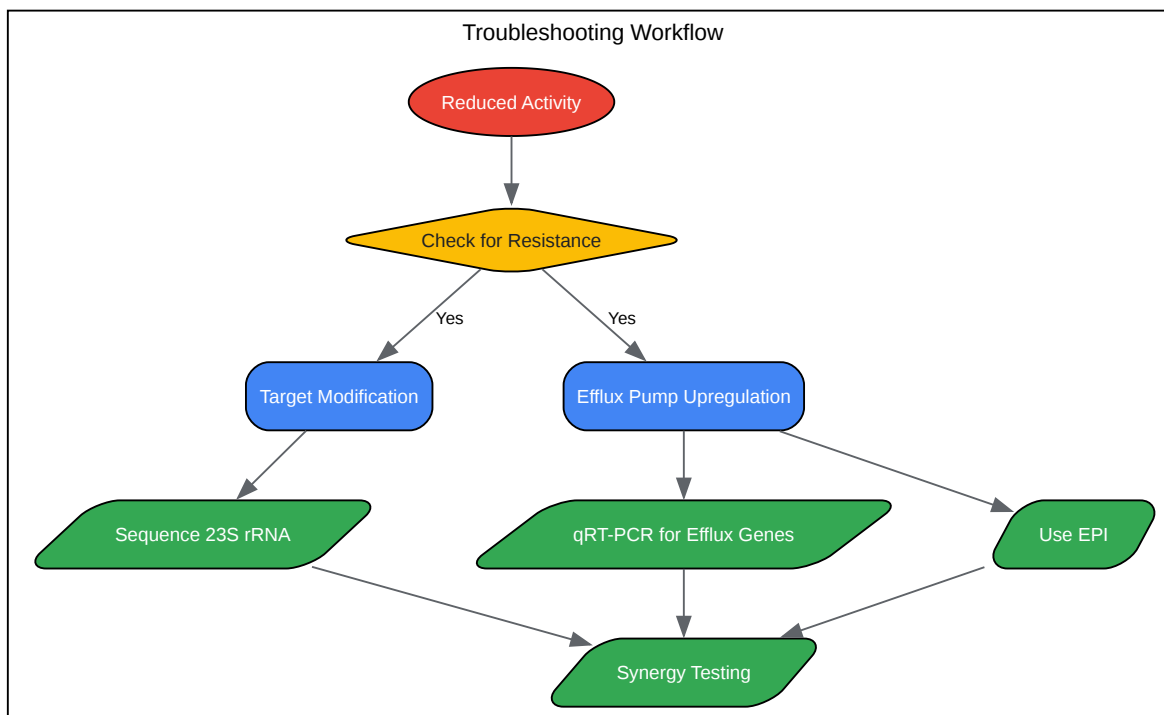 Troubleshooting Workflow
Reduced Activity
Check for Resistance
Yes
Yes
Target Modification
Efflux Pump Upregulation
Sequence 23S rRNA
qRT-PCR for Efflux Genes
Use EPI
Synergy Testing